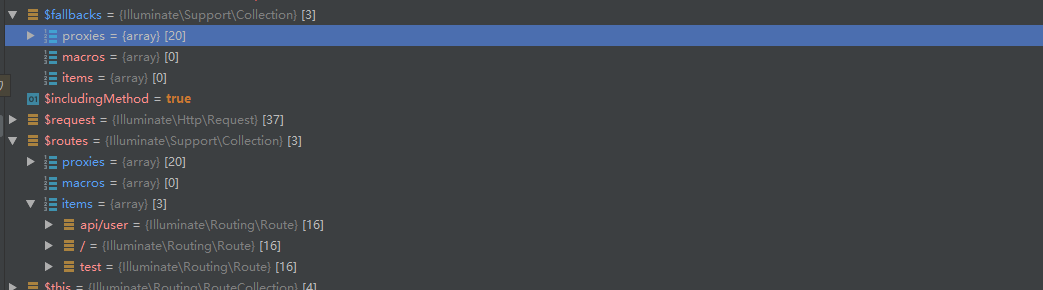 $fallbacks = {Illuminate\Support\Collection} [3]
proxies = {array} [20]
macros = {array} [0]
items = {array} [0]
$includingMethod = true
$request = {Illuminate\Http\Request} [37]
$routes = {Illuminate\Support\Collection} [3]
proxies = {array} [20]
macros = {array} [0]
items = {array} [3]
api/user = {Illuminate\Routing\Route} [16]
/ = {Illuminate\Routing\Route} [16]
test = {Illuminate\Routing\Route} [16]
$this = {Illuminate\Routing\RouteCollection} [4]